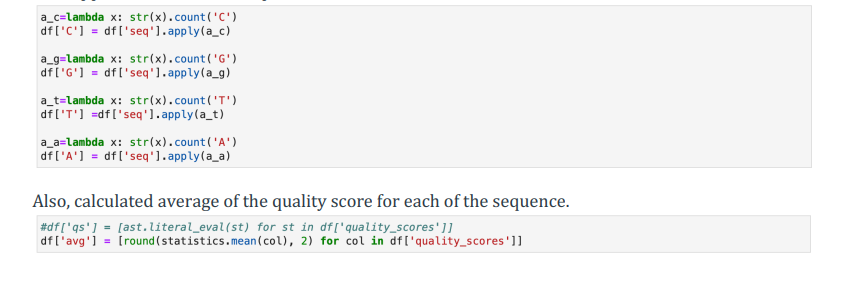 a_c=lambda x: str(x).count('C')
df['C'] = df['seq'].apply(a_c)
a_g=lambda x: str(x).count('G')
df['G'] = df['seq'].apply(a_g)
a_t=lambda x: str(x).count('T')
df['T'] =df['seq'].apply(a_t)
a_a=lambda x: str(x).count('A')
df['A'] = df['seq'].apply(a_a)
Also, calculated average of the quality score for each of the sequence.
#df['qs'] = [ast.literal_eval(st) for st in df['quality_scores']]
df['avg'] = [round(statistics.mean(col), 2) for col in df['quality_scores']]